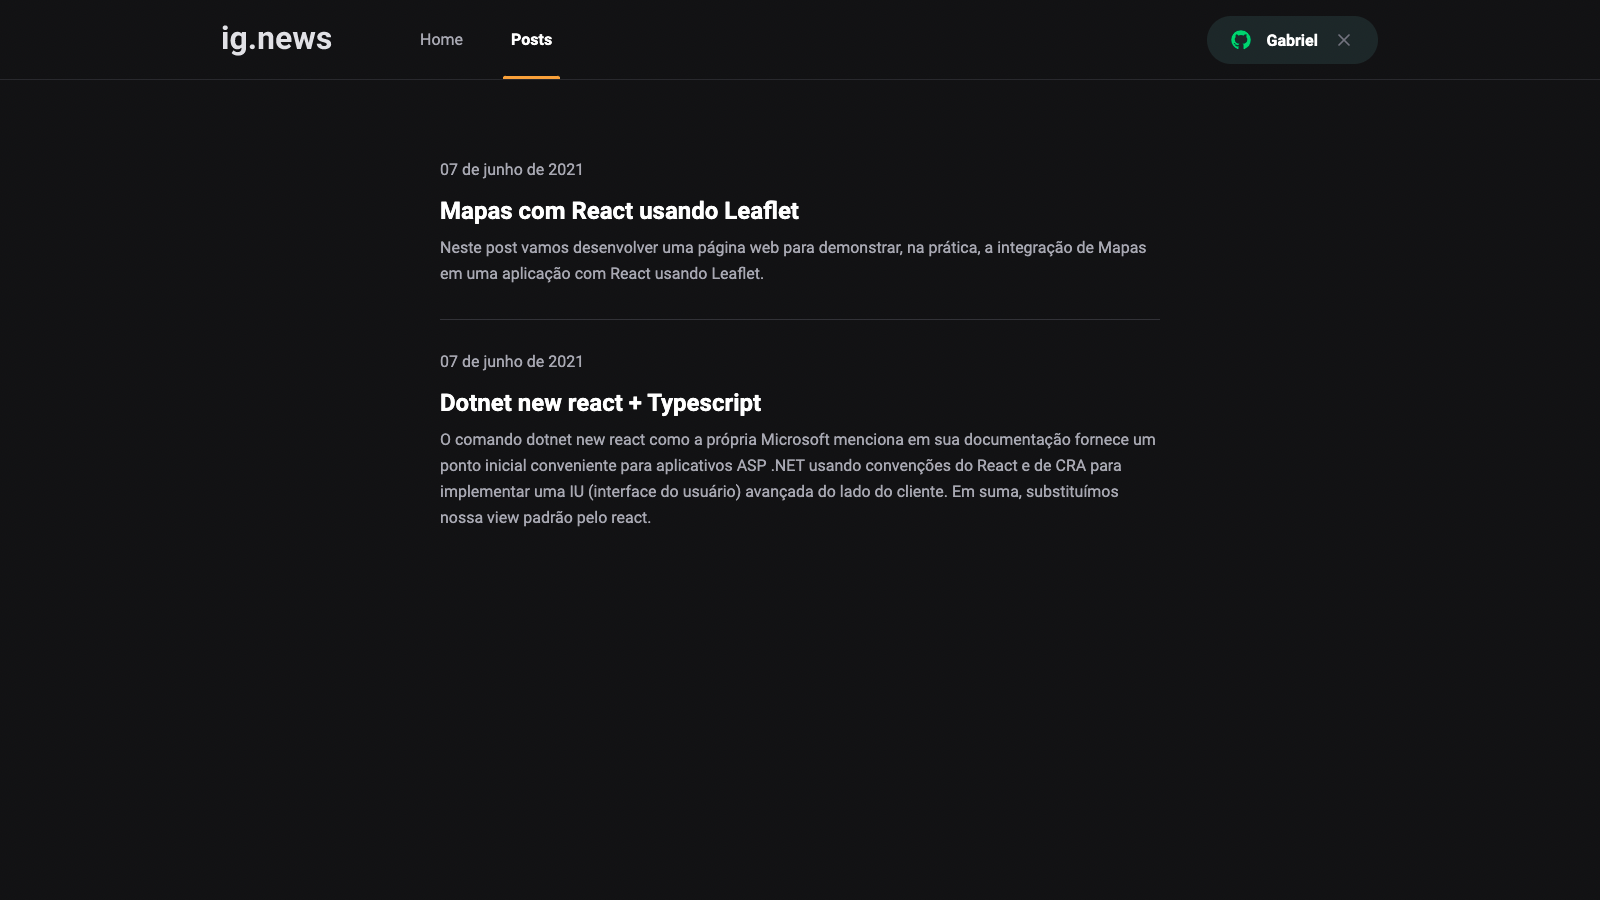 ig.news
Home
Posts
Gabriel
07 de junho de 2021
Mapas com React usando Leaflet
Neste post vamos desenvolver uma página web para demonstrar, na prática, a integração de Mapas
em uma aplicação com React usando Leaflet.
07 de junho de 2021
Dotnet new react + Typescript
O comando dotnet new react como a própria Microsoft menciona em sua documentação fornece um
ponto inicial conveniente para aplicativos ASP .NET usando convenções do React e de CRA para
implementar uma IU (interface do usuário) avançada do lado do cliente. Em suma, substituímos
nossa view padrão pelo react.